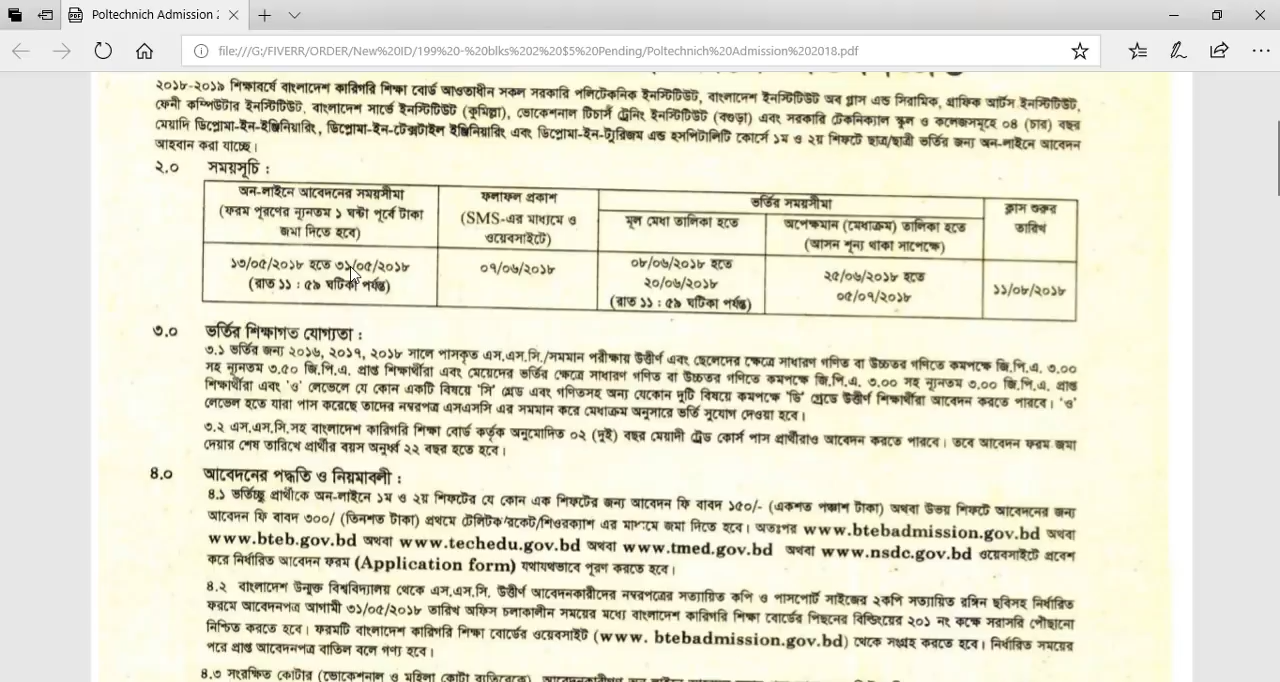 Poltechnich Admission 2
file:///G:/FIVERR/ORDER/New%20ID/199%20-%20blks%202%20$5%20Pending/Poltechnich%20Admission%202018.pdf
২০১৮-২০১৯ শিক্ষাবর্ষে বাংলাদেশ কারিগরি শিক্ষা বোর্ড আওতাধীন সকল সরকারি পলিটেকনিক ইনস্টিটিউট, বাংলাদেশ ইনস্টিটিউট অব গ্লাস এন্ড সিরামিক, গ্রাফিক আর্টস ইনস্টিটিউট,
ফেনী কম্পিউটার ইনস্টিটিউট, বাংলাদেশ সার্ভে ইনস্টিটিউট (কুমিল্লা), ভোকেশনাল টিচার্স ট্রেনিং ইনস্টিটিউট (বগুড়া) এবং সরকারি টেকনিক্যাল স্কুল ও কলেজসমূহে ০৪ (চার) বছর
মেয়াদি ডিপ্লোমা-ইন-ইঞ্জিনিয়ারিং, ডিপ্লোমা-ইন-টেক্সটাইল ইঞ্জিনিয়ারিং এবং ডিপ্লোমা-ইন-ট্যুরিজম এন্ড হসপিটালিটি কোর্সে ১ম ও ২য় শিফটে ছাত্র/ছাত্রী ভর্তির জন্য অন-লাইনে আবেদন
আহবান করা যাচ্ছে।
২.০ সময়সূচি :
অন-লাইনে আবেদনের সময়সীমা
(ফরম পূরণের ন্যূনতম ১ ঘন্টা পূর্বে টাকা
জমা দিতে হবে)
ফলাফল প্রকাশ
(SMS-এর মাধ্যমে ও
ওয়েবসাইটে)
ভর্তির সময়সীমা
মূল মেধা তালিকা হতে
অপেক্ষমান (মেধাক্রম) তালিকা হতে
(আসন শূন্য থাকা সাপেক্ষে)
ক্লাস শুরুর
তারিখ
১৩/০৫/২০১৮ হতে ৩১/০৫/২০১৮
(রাত ১১ : ৫৯ ঘটিকা পর্যন্ত)
০৭/০৬/২০১৮
০৮/০৬/২০১৮ হতে
২০/০৬/২০১৮
(রাত ১১ : ৫৯ ঘটিকা পর্যন্ত)
২৫/০৬/২০১৮ হতে
০৫/০৭/২০১৮
১১/০৮/২০১৮
৩.০ ভর্তির শিক্ষাগত যোগ্যতা :
৩.১ ভর্তির জন্য ২০১৬, ২০১৭, ২০১৮ সালে পাসকৃত এস.এস.সি./সমমান পরীক্ষায় উত্তীর্ণ এবং ছেলেদের ক্ষেত্রে সাধারণ গণিত বা উচ্চতর গণিতে কমপক্ষে জি.পি.এ. ৩.০০
সহ ন্যূনতম ৩.৫০ জি.পি.এ. প্রাপ্ত শিক্ষার্থীরা এবং মেয়েদের ভর্তির ক্ষেত্রে সাধারণ গণিত বা উচ্চতর গণিতে কমপক্ষে জি.পি.এ. ৩.০০ সহ ন্যূনতম ৩.০০ জি.পি.এ. প্রাপ্ত
শিক্ষার্থীরা এবং 'ও' লেভেলে যে কোন একটি বিষয়ে 'সি' গ্রেড এবং গণিতসহ অন্য যেকোন দুটি বিষয়ে কমপক্ষে 'ডি' গ্রেডে উত্তীর্ণ শিক্ষার্থীরা আবেদন করতে পারবে। 'ও'
লেভেল হতে যারা পাস করেছে তাদের নম্বরপত্র এসএসসি এর সমমান করে মেধাক্রম অনুসারে ভর্তি সুযোগ দেওয়া হবে।
৩.২ এস.এস.সি.সহ বাংলাদেশ কারিগরি শিক্ষা বোর্ড কর্তৃক অনুমোদিত ০২ (দুই) বছর মেয়াদী ট্রেড কোর্স পাস প্রার্থীরাও আবেদন করতে পারবে। তবে আবেদন ফরম জমা
দেয়ার শেষ তারিখে প্রার্থীর বয়স অনুর্ধ্ব ২২ বছর হতে হবে।
৪.০ আবেদনের পদ্ধতি ও নিয়মাবলী :
৪.১ ভর্তিচ্ছু প্রার্থীকে অন-লাইনে ১ম ও ২য় শিফটের যে কোন এক শিফটের জন্য আবেদন ফি বাবদ ১৫০/- (একশত পঞ্চাশ টাকা) অথবা উভয় শিফটে আবেদনের জন্য
আবেদন ফি বাবদ ৩০০/ (তিনশত টাকা) প্রথমে টেলিটক/রকেট/শিওরক্যাশ এর মাধ্যমে জমা দিতে হবে। অতঃপর www.btebadmission.gov.bd অথবা
www.bteb.gov.bd অথবা www.techedu.gov.bd অথবা www.tmed.gov.bd অথবা www.nsdc.gov.bd ওয়েবসাইটে প্রবেশ
করে নির্ধারিত আবেদন ফরম (Application form) যথাযথভাবে পূরণ করতে হবে।
৪.২ বাংলাদেশ উন্মুক্ত বিশ্ববিদ্যালয় থেকে এস.এস.সি. উত্তীর্ণ আবেদনকারীদের নম্বরপত্রের সত্যায়িত কপি ও পাসপোর্ট সাইজের ২কপি সত্যায়িত রঙ্গিন ছবিসহ নির্ধারিত
ফরমে আবেদনপত্র আগামী ৩১/০৫/২০১৮ তারিখ অফিস চলাকালীন সময়ের মধ্যে বাংলাদেশ কারিগরি শিক্ষা বোর্ডের পিছনের বিল্ডিংয়ের ২০১ নং কক্ষে সরাসরি পৌছানো
নিশ্চিত করতে হবে। ফরমটি বাংলাদেশ কারিগরি শিক্ষা বোর্ডের ওয়েবসাইট (www. btebadmission.gov.bd) থেকে সংগ্রহ করতে হবে। নির্ধারিত সময়ের
পরে প্রাপ্ত আবেদনপত্র বাতিল বলে গণ্য হবে।
৪.৩ সংরক্ষিত কোটার (ভোকেশনাল ও মহিলা কোটা ব্যতিরেকে)